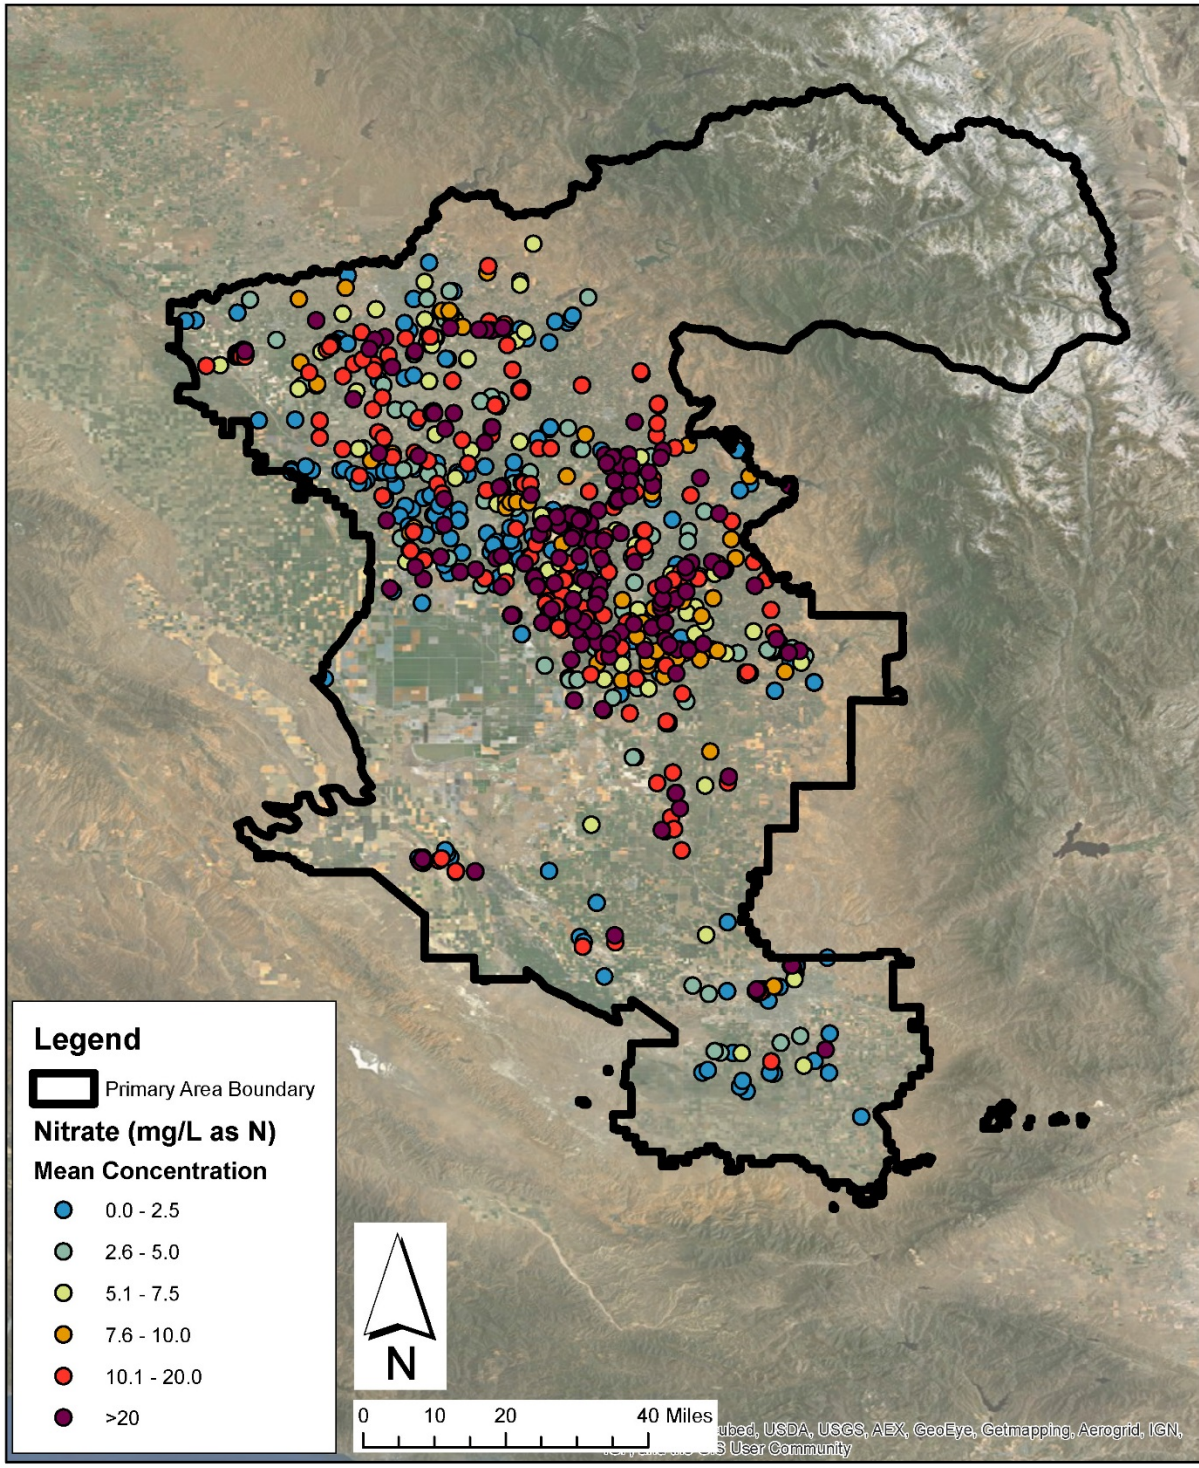 Legend
Primary Area Boundary
Nitrate (mg/L as N)
Mean Concentration
0.0 - 2.5
2.6 - 5.0
5.1 - 7.5
7.6 - 10.0
10.1 - 20.0
>20
N
0 10 20 40 Miles
USDA, USGS, AEX, GeoEye, Getmapping, Aerogrid, IGN,
User Community